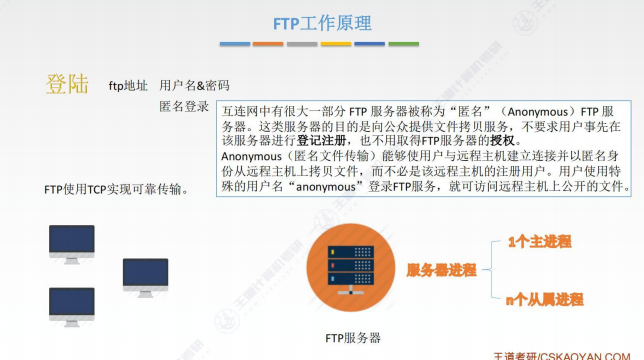 FTP工作原理
登陆 ftp地址 用户名&密码
匿名登录
互连网中有很大一部分 FTP 服务器被称为“匿名”（Anonymous）FTP 服
务器。这类服务器的目的是向公众提供文件拷贝服务，不要求用户事先在
该服务器进行登记注册，也不用取得FTP服务器的授权。
Anonymous（匿名文件传输）能够使用户与远程主机建立连接并以匿名身
份从远程主机上拷贝文件，而不必是该远程主机的注册用户。用户使用特
殊的用户名“anonymous”登录FTP服务，就可访问远程主机上公开的文件。
FTP使用TCP实现可靠传输。
1个主进程
服务器进程
n个从属进程
FTP服务器
王道考研/CSKAOYAN.COM